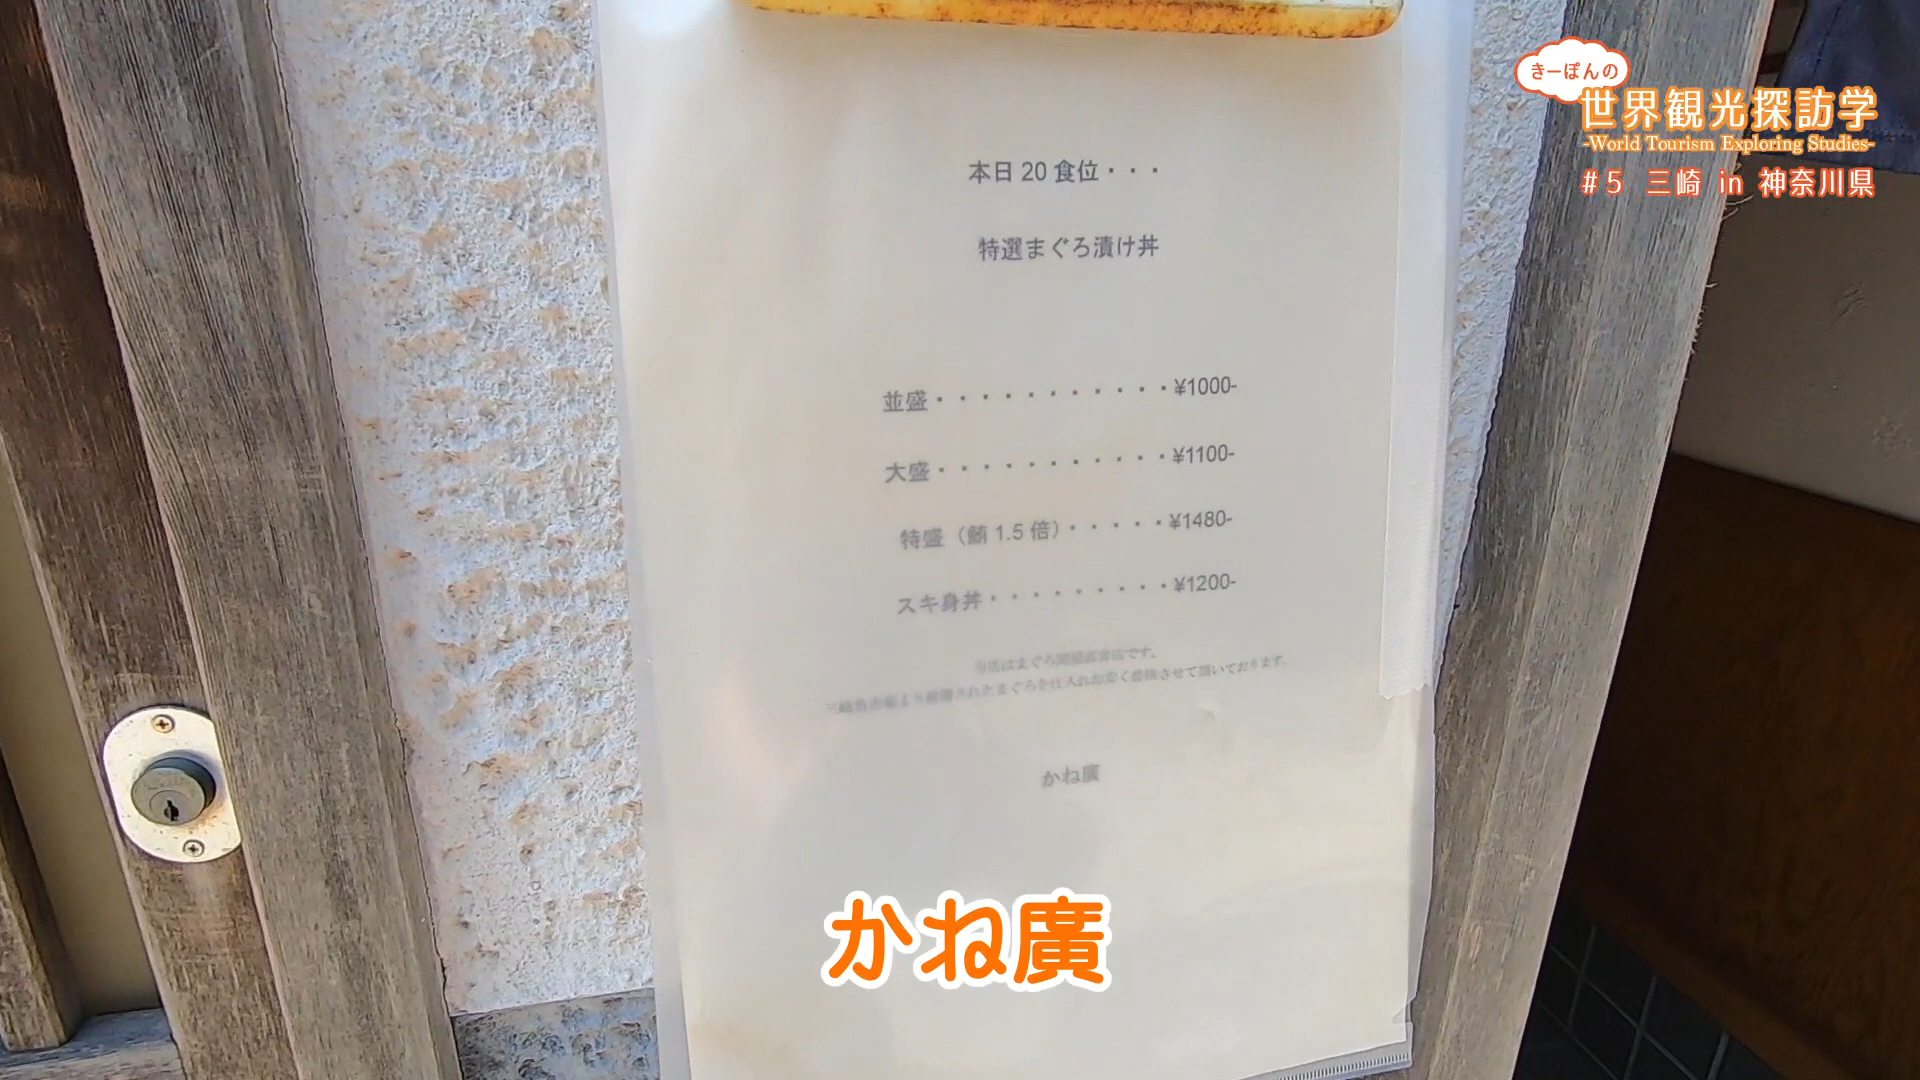 きーぽんの
世界観光探訪学
-World Tourism Exploring Studies-
#5 三崎 in 神奈川県
本日20食位・・・
特選まぐろ漬け丼
並盛・・・・・・・・・・・¥1000-
大盛・・・・・・・・・・・¥1100-
特盛（鮪1.5倍）・・・・・¥1480-
スキ身丼・・・・・・・・・¥1200-
かね廣
かね廣